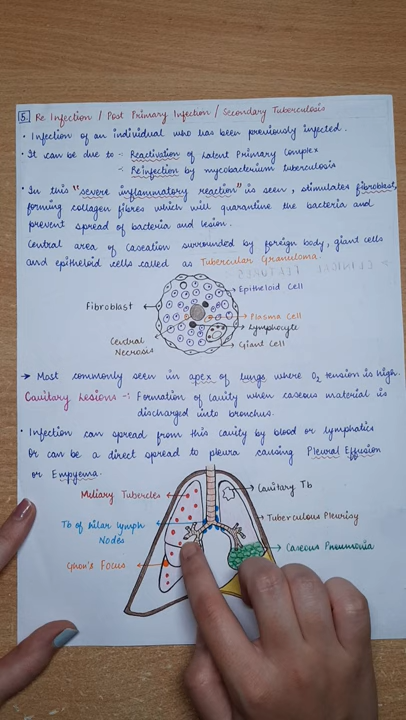 5. Re Infection / Post Primary Infection / Secondary Tuberculosis
• Infection of an individual who has been previously infected.
• It can be due to :- Reactivation of Latent Primary Complex
:- Reinfection by mycobacterium tuberculosis
• In this "severe inflammatory reaction" is seen, stimulates fibroblast,
forming collagen fibres which will quarantine the bacteria and
prevent spread of bacteria and lesion.
Central area of Caseation surrounded by foreign body, giant cells
and epitheloid cells called as Tubercular Granuloma.
Epitheloid Cell
Fibroblast
Plasma Cell
Lymphocyte
Central
Necrosis
Giant Cell
→ Most commonly seen in apex of lungs where O2 tension is high.
Cavitary Lesions -: Formation of Cavity when caseous material is
discharged into bronchus.
• Infection can spread from this cavity by blood or lymphatics
Or can be a direct spread to pleura causing Pleural Effusion
or Empyema.
Miliary Tubercles
Cavitary Tb
Tb of hilar lymph
Nodes
Tuberculous Pleurisy
Caseous Pneumonia
Ghon's Focus